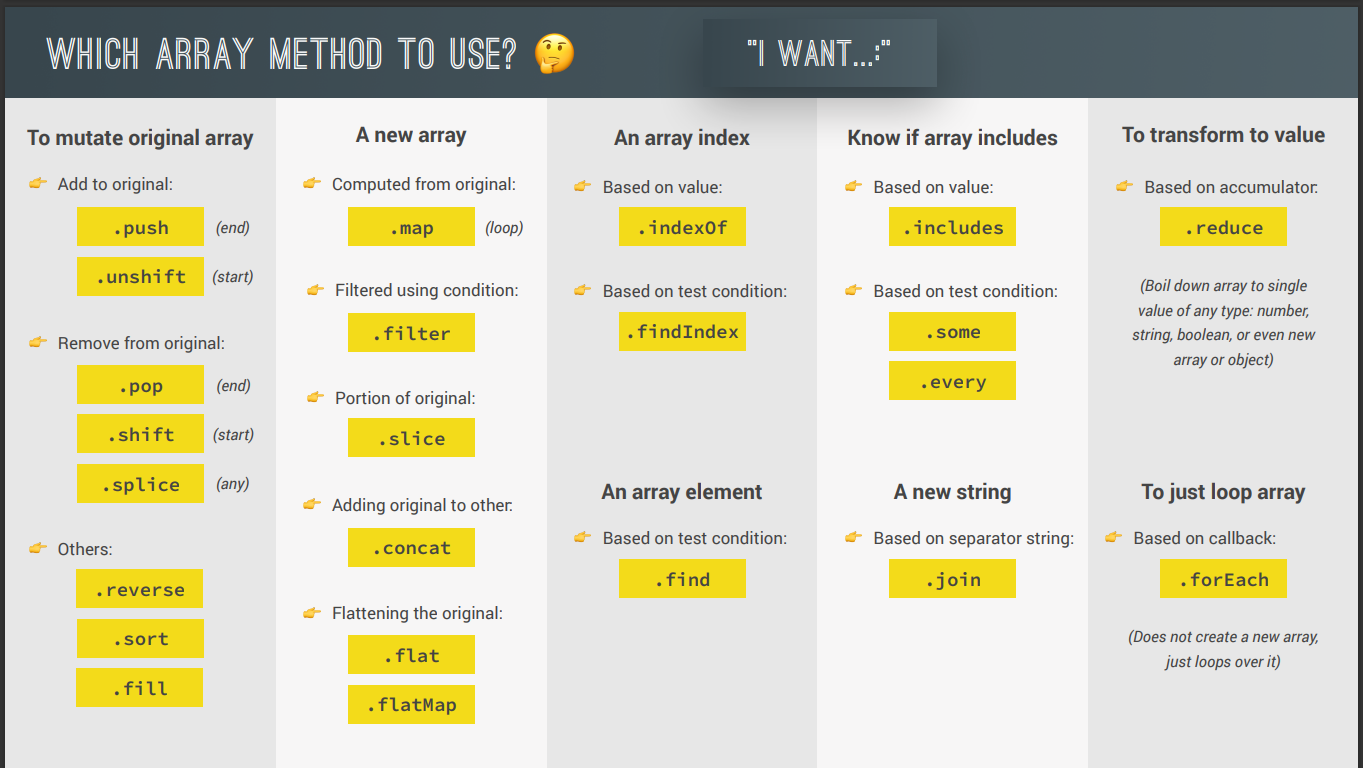 WHICH ARRAY METHOD TO USE? 🤔
"I WANT...:"
To mutate original array
👉 Add to original:
.push (end)
.unshift (start)
👉 Remove from original:
.pop (end)
.shift (start)
.splice (any)
👉 Others:
.reverse
.sort
.fill
A new array
👉 Computed from original:
.map (loop)
👉 Filtered using condition:
.filter
👉 Portion of original:
.slice
👉 Adding original to other:
.concat
👉 Flattening the original:
.flat
.flatMap
An array index
👉 Based on value:
.indexOf
👉 Based on test condition:
.findIndex
An array element
👉 Based on test condition:
.find
Know if array includes
👉 Based on value:
.includes
👉 Based on test condition:
.some
.every
A new string
👉 Based on separator string:
.join
To transform to value
👉 Based on accumulator:
.reduce
(Boil down array to single
value of any type: number,
string, boolean, or even new
array or object)
To just loop array
👉 Based on callback:
.forEach
(Does not create a new array,
just loops over it)